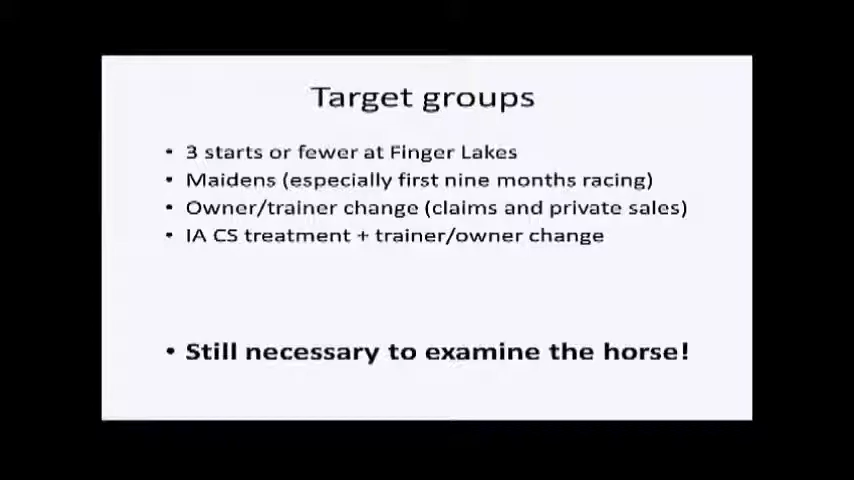 Target groups
• 3 starts or fewer at Finger Lakes
• Maidens (especially first nine months racing)
• Owner/trainer change (claims and private sales)
• IA CS treatment + trainer/owner change
• Still necessary to examine the horse!